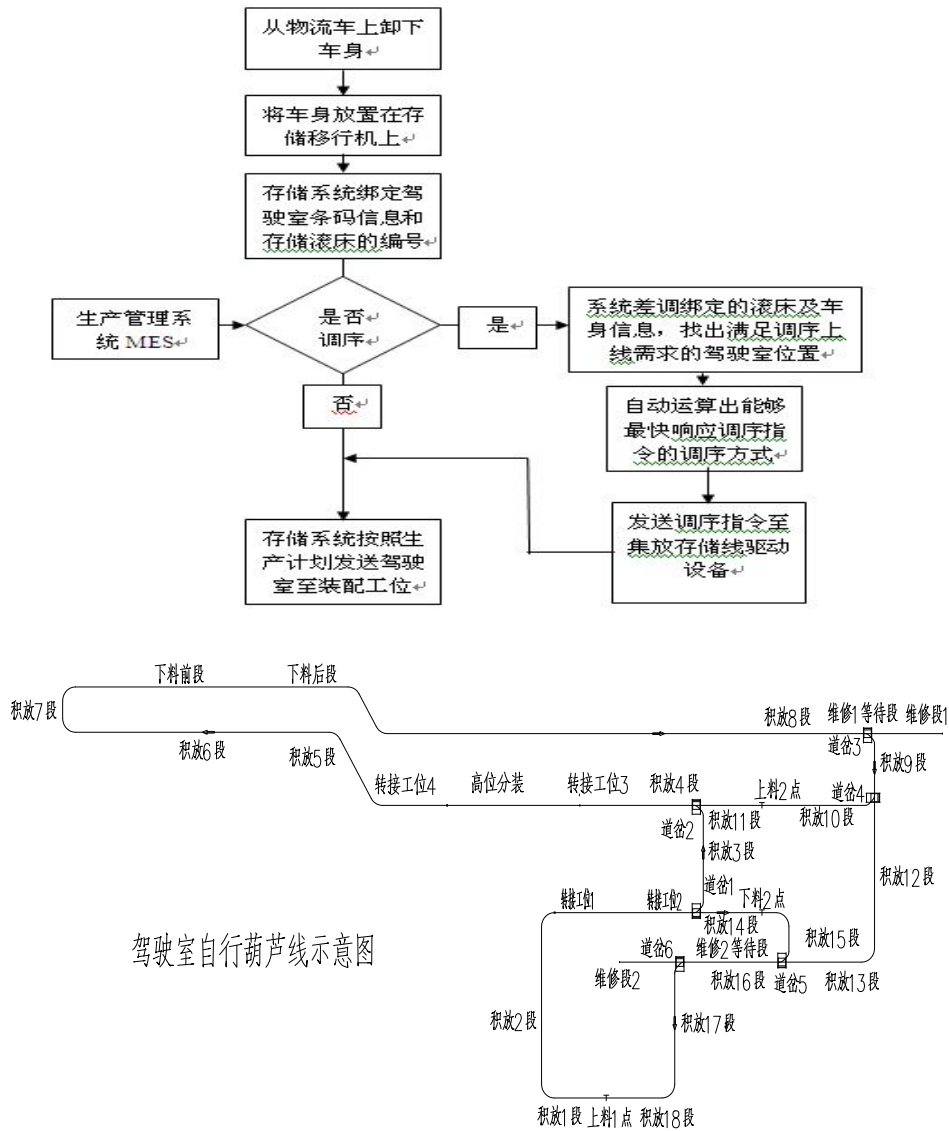 从物流车上卸下
车身
将车身放置在存
储移行机上
存储系统绑定驾
驶室条码信息和
存储滚床的编号
生产管理系
统 MES
是否
调序
是
系统差调绑定的滚床及车
身信息，找出满足调序上
线需求的驾驶室位置
否
自动运算出能够
最快响应调序指
令的调序方式
发送调序指令至
集放存储线驱动
设备
存储系统按照生
产计划发送驾驶
室至装配工位
下料前段
下料后段
积放7段
积放6段
积放5段
积放8段
维修1等待段
维修段1
道岔3
积放9段
转接工位4
高位分装
转接工位3
积放4段
上料2点
道岔4
道岔2
积放11段
积放10段
积放3段
积放12段
道岔1
转接工位1
转接工位2
下料2点
积放14段
驾驶室自行葫芦线示意图
道岔6
维修2等待段
积放15段
维修段2
积放16段
道岔5
积放13段
积放2段
积放17段
积放1段
上料1点
积放18段